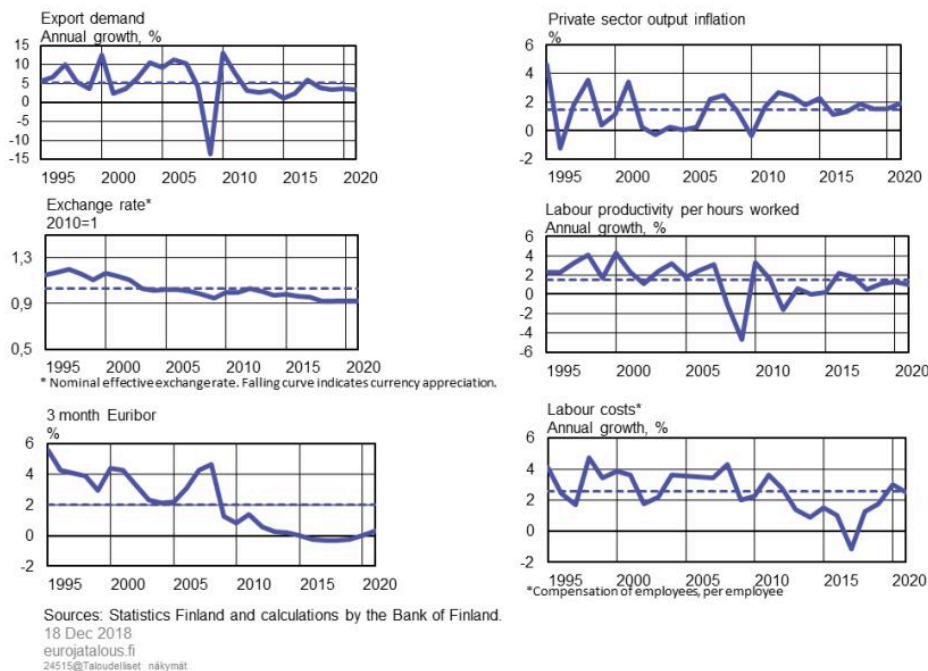 Export demand
Annual growth, %
15
10
5
0
-5
-10
-15
1995 2000 2005 2010 2015 2020
Exchange rate*
2010=1
1,3
0,9
0,5
1995 2000 2005 2010 2015 2020
* Nominal effective exchange rate. Falling curve indicates currency appreciation.
3 month Euribor
%
6
4
2
0
-2
1995 2000 2005 2010 2015 2020
Private sector output inflation
%
6
4
2
0
-2
1995 2000 2005 2010 2015 2020
Labour productivity per hours worked
Annual growth, %
6
4
2
0
-2
-4
-6
1995 2000 2005 2010 2015 2020
Labour costs*
Annual growth, %
6
4
2
0
-2
1995 2000 2005 2010 2015 2020
*Compensation of employees, per employee
Sources: Statistics Finland and calculations by the Bank of Finland.
18 Dec 2018
eurojatalous.fi
24515@Taloudelliset näkymät